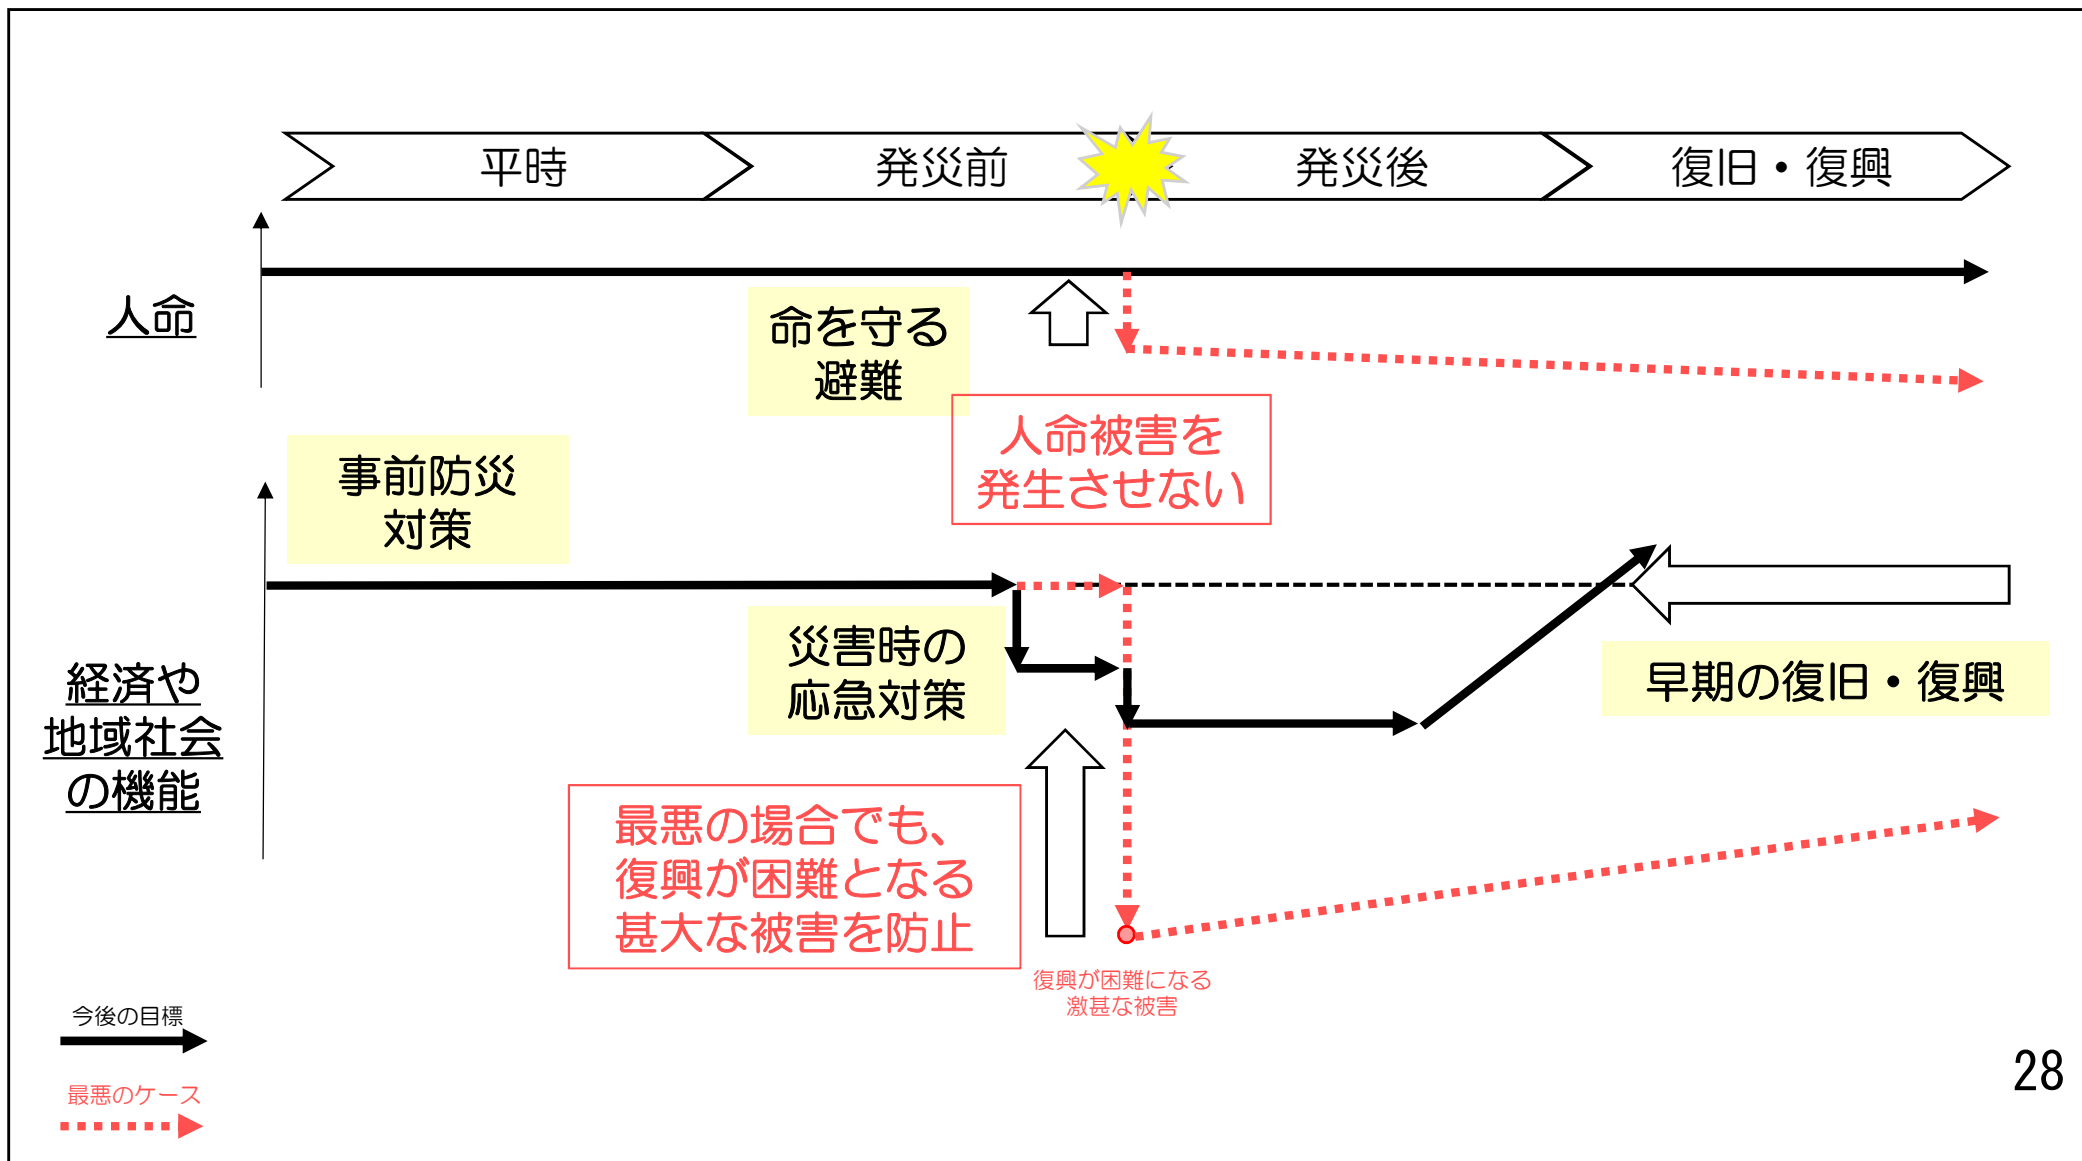 平時
発災前
発災後
復旧・復興
人命
命を守る
避難
人命被害を
発生させない
事前防災
対策
経済や
地域社会
の機能
災害時の
応急対策
早期の復旧・復興
最悪の場合でも、
復興が困難となる
甚大な被害を防止
復興が困難になる
激甚な被害
今後の目標
最悪のケース
28